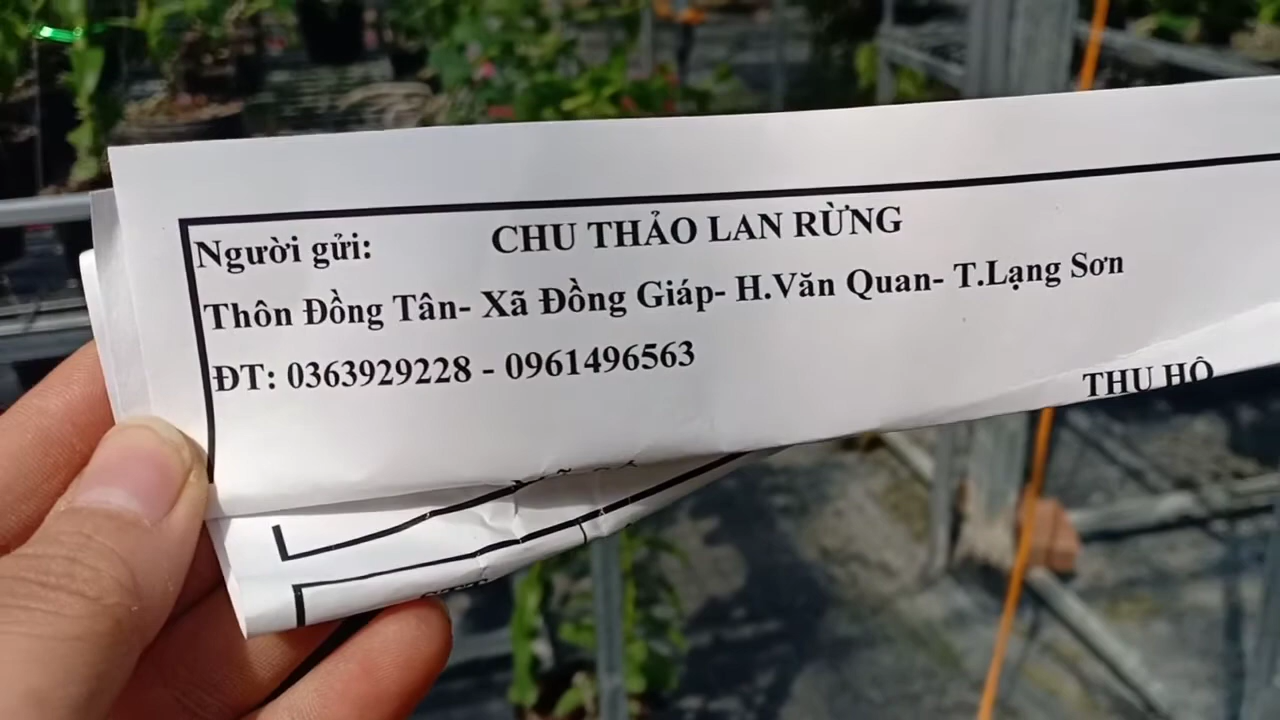 Người gửi: CHU THẢO LAN RỪNG
Thôn Đồng Tân- Xã Đồng Giáp- H.Văn Quan- T.Lạng Sơn
ĐT: 0363929228 - 0961496563
THU HỘ